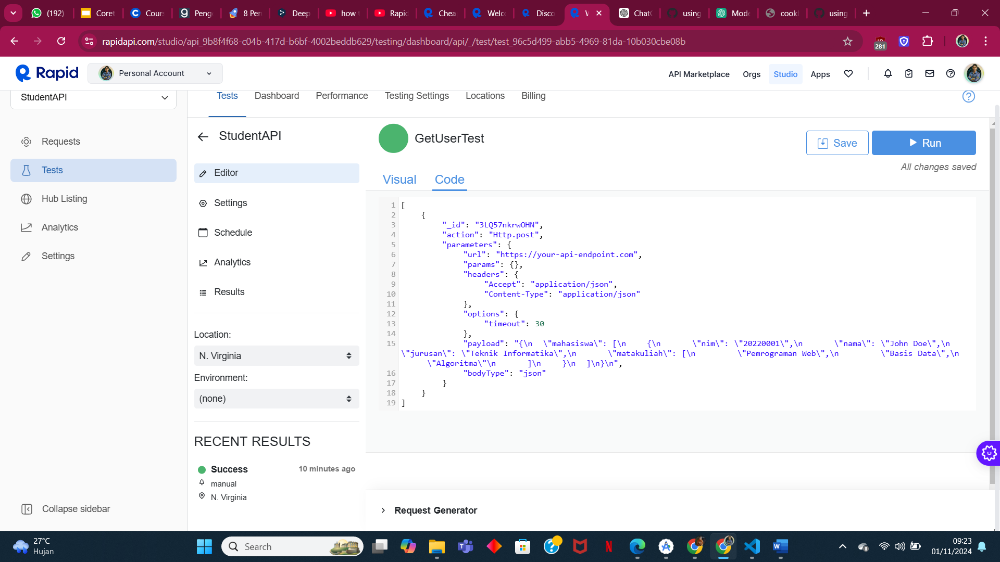 (192)
Coret
Cour
Peng
8 Per
Deep
how t
Rapid
Chea
Welco
Disco
W
ChatG
using
Mode
cookl
using
rapidapi.com/studio/api_9b8f4f68-c04b-417d-b6bf-4002beddb629/testing/dashboard/api/_/test/test_96c5d499-abb5-4969-81da-10b030cbe08b
281
Rapid
Personal Account
API Marketplace
Orgs
Studio
Apps
StudentAPI
Tests
Dashboard
Performance
Testing Settings
Locations
Billing
Requests
Tests
Hub Listing
Analytics
Settings
Collapse sidebar
StudentAPI
Editor
Settings
Schedule
Analytics
Results
Location:
N. Virginia
Environment:
(none)
RECENT RESULTS
Success 10 minutes ago
manual
N. Virginia
GetUserTest
Save
Run
All changes saved
Visual
Code
1 [
2 {
3 "_id": "3LQ57nkrwOHN",
4 "action": "Http.post",
5 "parameters": {
6 "url": "https://your-api-endpoint.com",
7 "params": {},
8 "headers": {
9 "Accept": "application/json",
10 "Content-Type": "application/json"
11 },
12 "options": {
13 "timeout": 30
14 },
15 "payload": "{\n  \"mahasiswa\": [\n    {\n      \"nim\": \"20220001\",\n      \"nama\": \"John Doe\",\n
\"jurusan\": \"Teknik Informatika\",\n      \"matakuliah\": [\n        \"Pemrograman Web\",\n        \"Basis Data\",\n
\"Algoritma\"\n      ]\n    }\n  ]\n}\n",
16 "bodyType": "json"
17 }
18 }
19 ]
Request Generator
27°C
Hujan
Search
09:23
01/11/2024